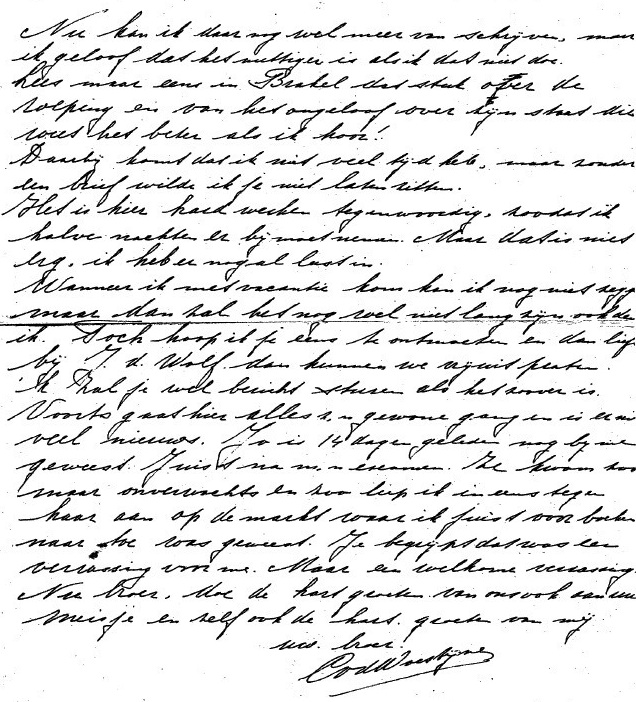 Nu kan ik daar nog wel meer van schrijven, maar
ik geloof dat het nuttiger is als ik dat niet doe.
Lees maar eens in Brakel dat stuk over de
roeping en van het ongeloof over zijn staat die
wees het beter als ik hoor!
Daarbij komt dat ik niet veel tijd heb, maar zonder
een brief wilde ik je niet laten zitten.
Het is hier hard werken tegenwoordig, zoodat ik
halve nachten er bij moet nemen. Maar dat is niet
erg, ik heb er nogal lust in.
Wanneer ik met vacantie kom kan ik nog niet zegg
maar dan zal het nog wel niet lang zijn ook denk
ik. Toch hoop ik je eens te ontmoeten en dan lief
bij J. d. Wolf, dan kunnen we vrijuit praten.
Ik zal je wel bericht sturen als het zoover is.
Voorts gaat hier alles z'n gewone gang en is er ni
veel nieuws. Jo is 14 dagen geleden nog bij me
geweest. Juist na m'n examen. Ze kwam zoo
maar onverwachts en zoo liep ik in eens tegen
haar aan op de markt waar ik juist voor boeken
naar toe was geweest. Je begrijpt dat was een
verrassing voor me. Maar een welkome verrassing.
Nu broer, doe de hart. groeten van ons ook aan uw
meisje en zelf ook de hart. groeten van mij
uw. broer.